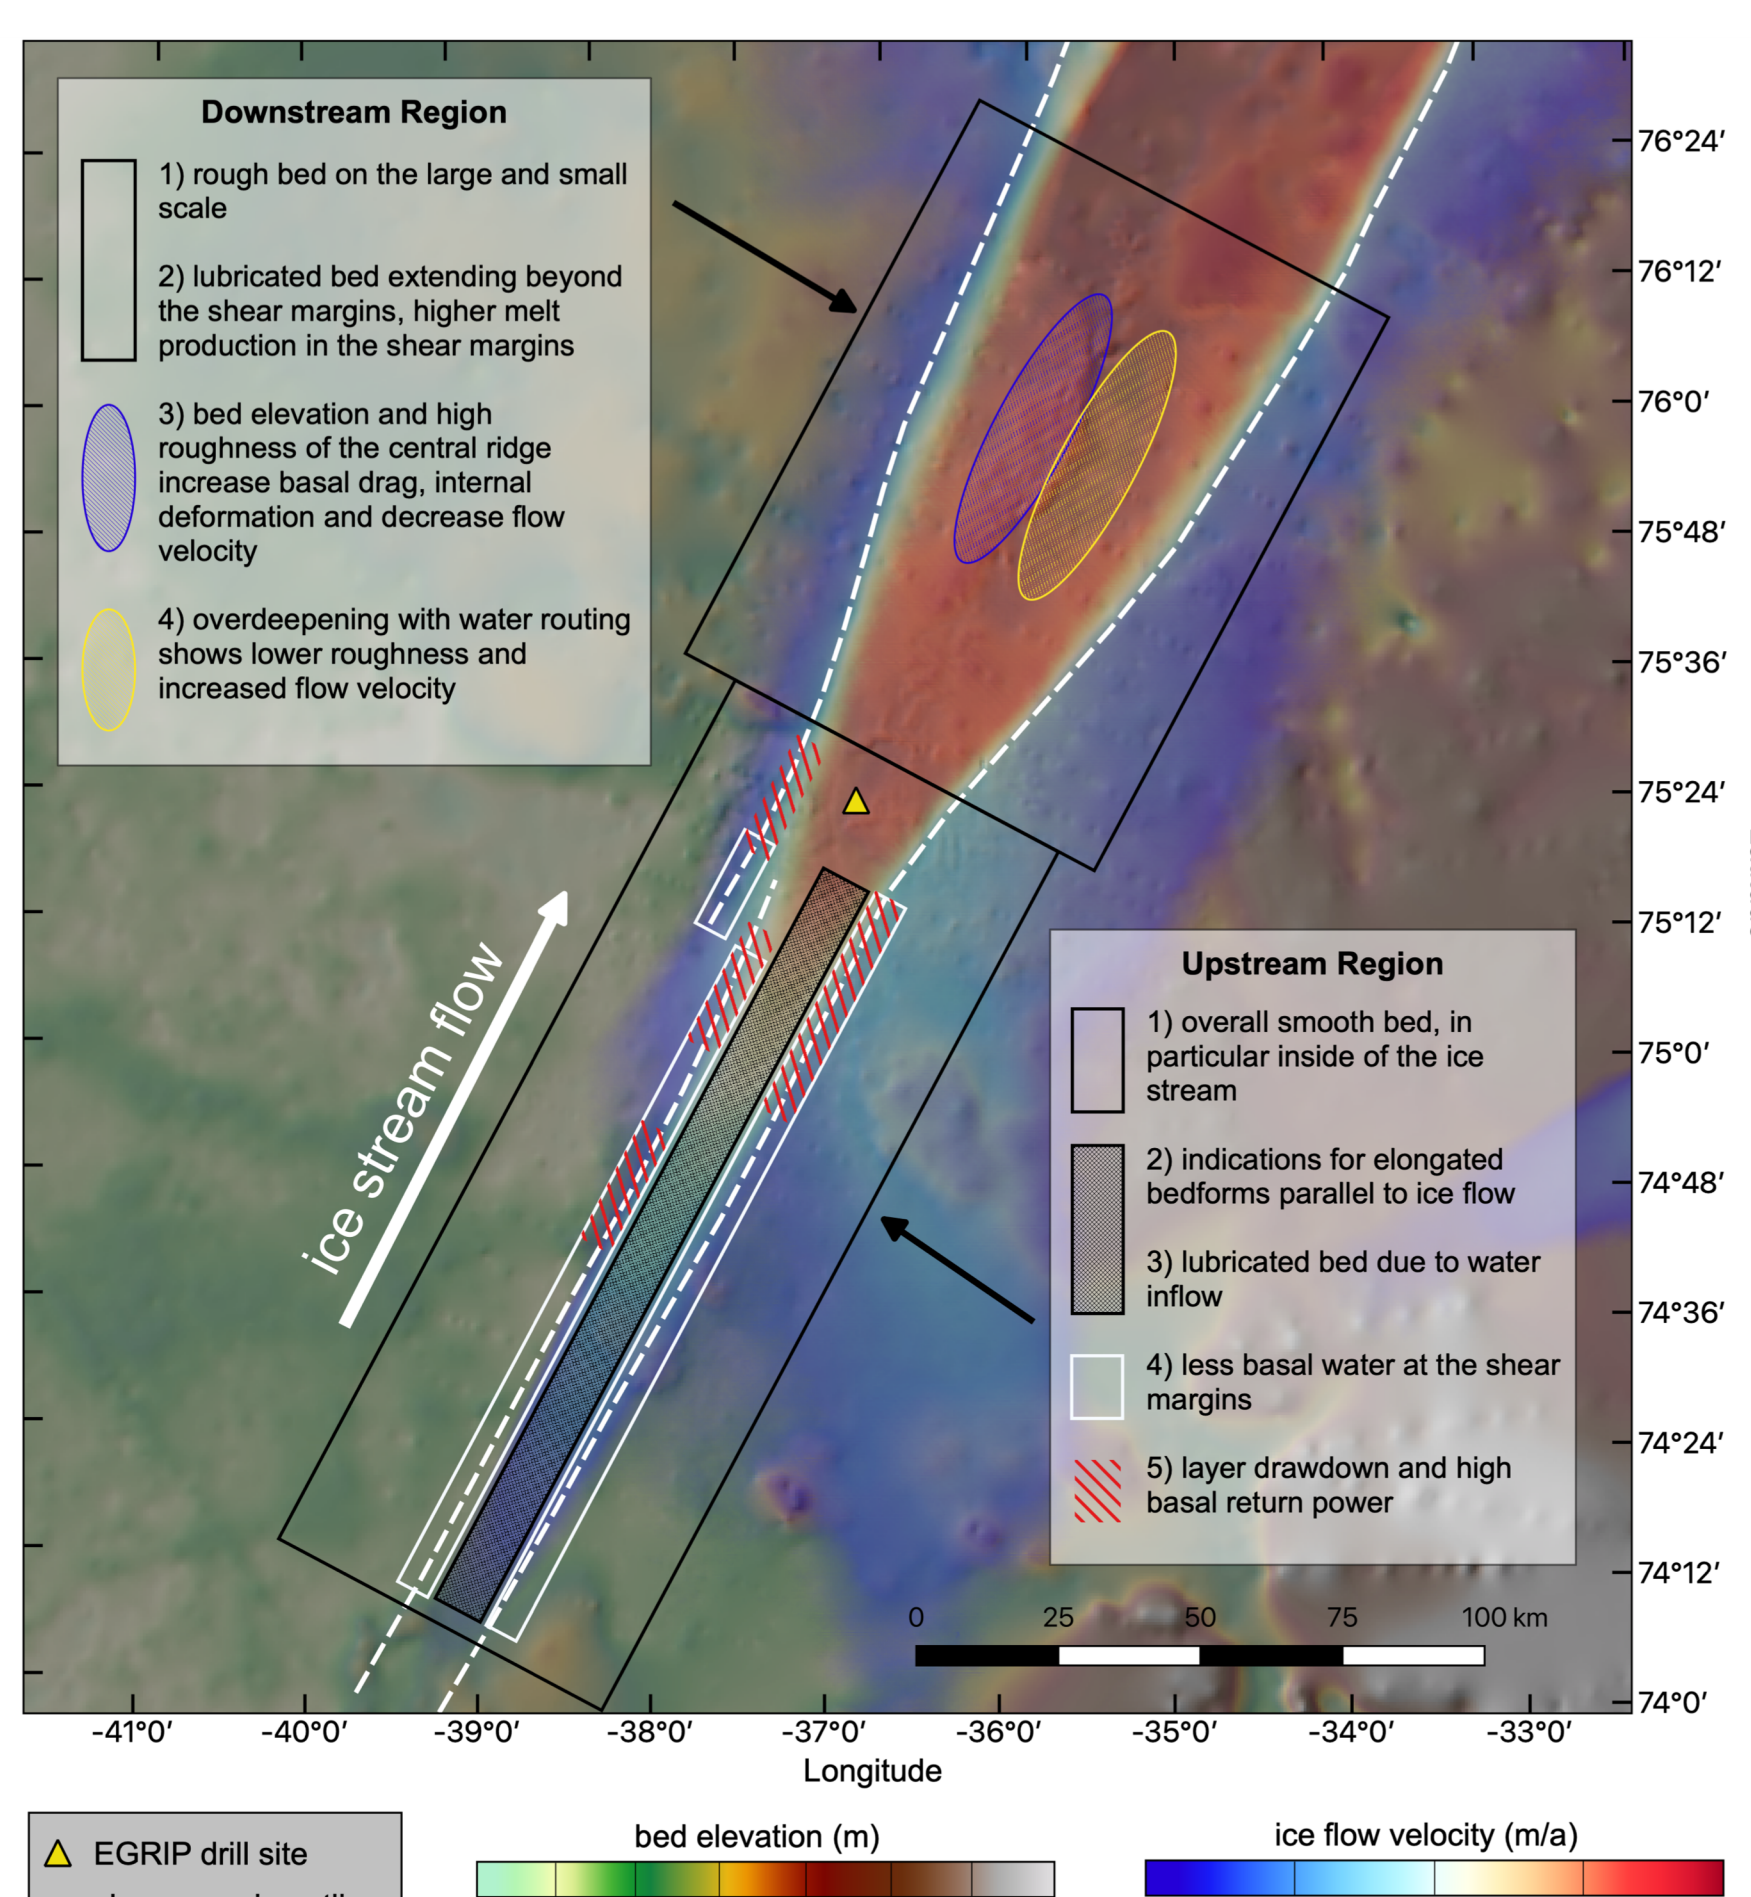 Downstream Region
1) rough bed on the large and small
scale
2) lubricated bed extending beyond
the shear margins, higher melt
production in the shear margins
3) bed elevation and high
roughness of the central ridge
increase basal drag, internal
deformation and decrease flow
velocity
4) overdeepening with water routing
shows lower roughness and
increased flow velocity
76°24′
76°12′
76°0′
75°48′
75°36′
75°24′
75°12′
75°0′
74°48′
74°36′
74°24′
74°12′
74°0′
ice stream flow
Upstream Region
1) overall smooth bed, in
particular inside of the ice
stream
2) indications for elongated
bedforms parallel to ice flow
3) lubricated bed due to water
inflow
4) less basal water at the shear
margins
5) layer drawdown and high
basal return power
0 25 50 75 100 km
-41°0′ -40°0′ -39°0′ -38°0′ -37°0′ -36°0′ -35°0′ -34°0′ -33°0′
Longitude
EGRIP drill site
bed elevation (m)
ice flow velocity (m/a)